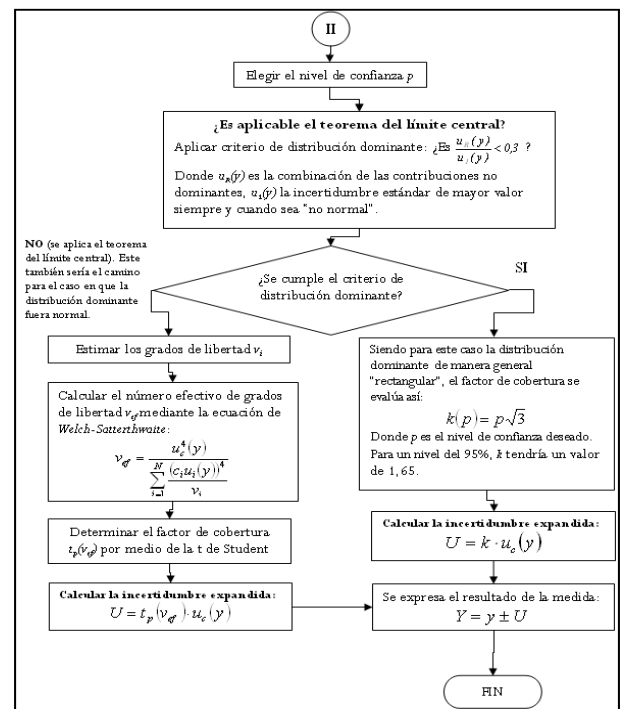 II
Elegir el nivel de confianza p
¿Es aplicable el teorema del límite central?
Aplicar criterio de distribución dominante: ¿Es u_R(y)/u_1(y) < 0,3 ?
Donde u_R(y) es la combinación de las contribuciones no
dominantes, u_1(y) la incertidumbre estándar de mayor valor
siempre y cuando sea "no normal".
NO (se aplica el teorema
del límite central). Este
también sería el camino
para el caso en que la
distribución dominante
fuera normal.
¿Se cumple el criterio de
distribución dominante?
SI
Estimar los grados de libertad ν_i
Calcular el número efectivo de grados
de libertad ν_ef mediante la ecuación de
Welch-Satterthwaite:
ν_ef = u_c^4(y) / ∑_{i=1}^{N} (c_i u_i(y))^4 / ν_i
Determinar el factor de cobertura
t_p(ν_ef) por medio de la t de Student
Calcular la incertidumbre expandida:
U = t_p(ν_ef)·u_c(y)
Siendo para este caso la distribución
dominante de manera general
"rectangular", el factor de cobertura se
evalúa así:
k(p) = p√3
Donde p es el nivel de confianza deseado.
Para un nivel del 95%, k tendría un valor
de 1,65.
Calcular la incertidumbre expandida:
U = k · u_c(y)
Se expresa el resultado de la medida:
Y = y ± U
FIN